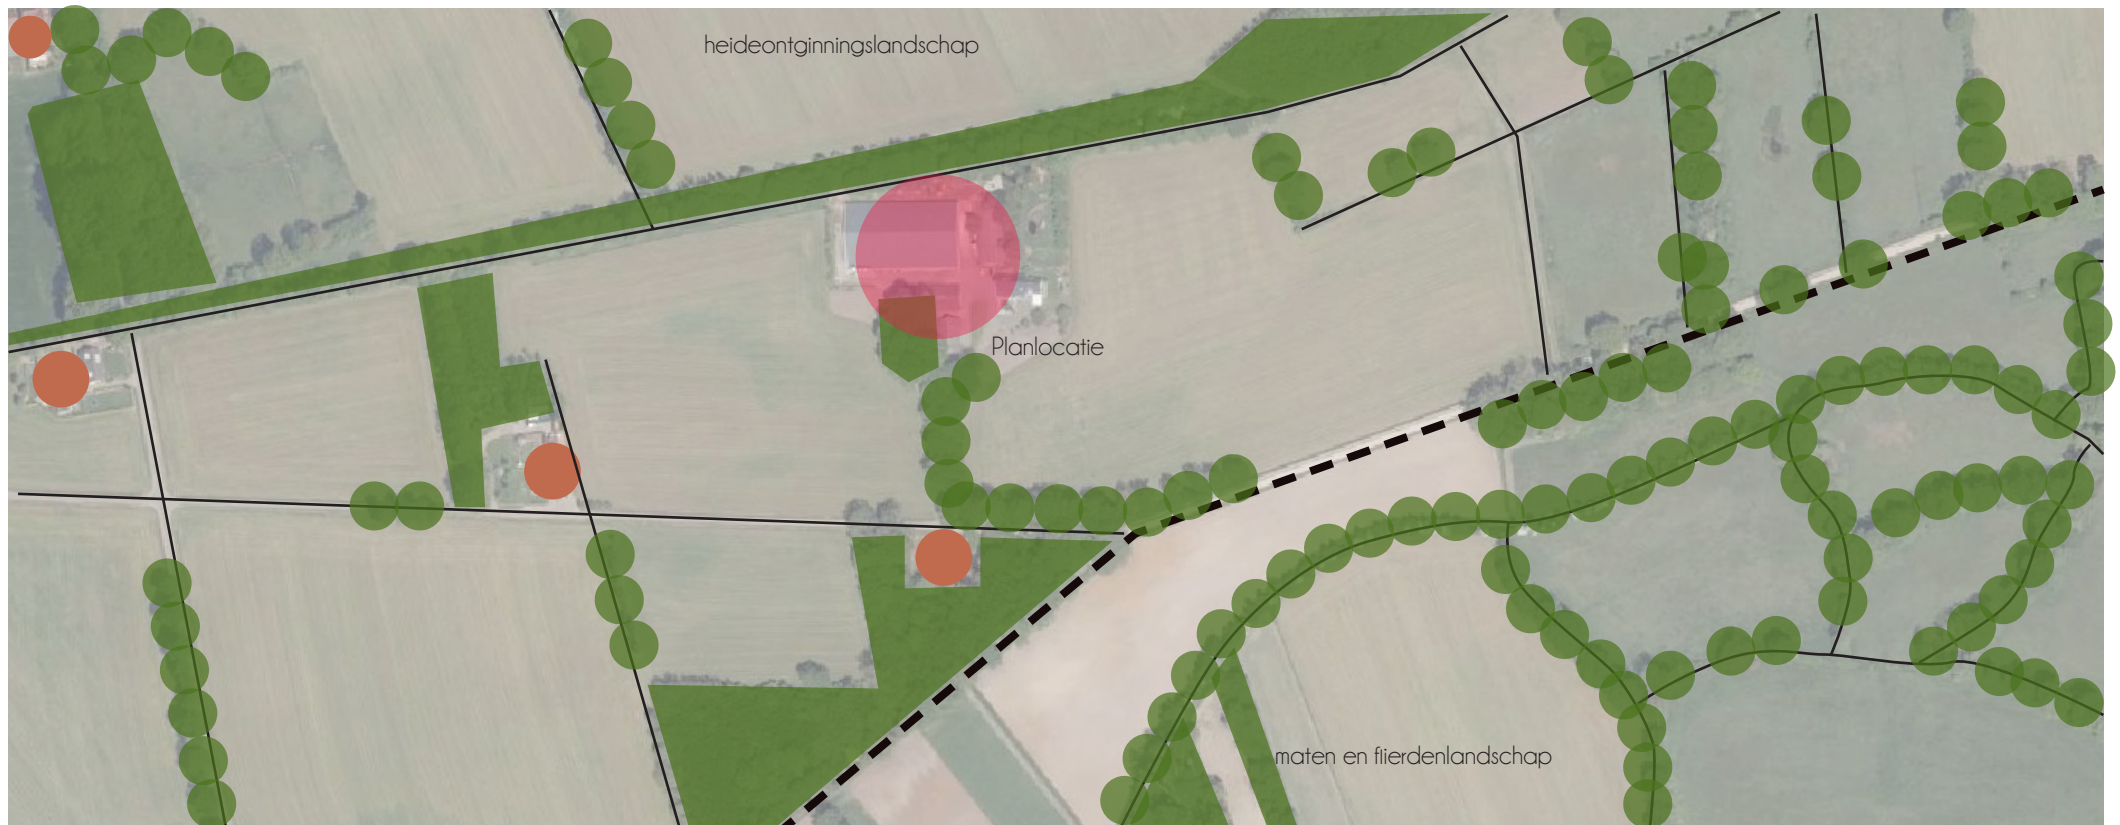 heideontginningslandschap
Planlocatie
maten en flierdenlandschap